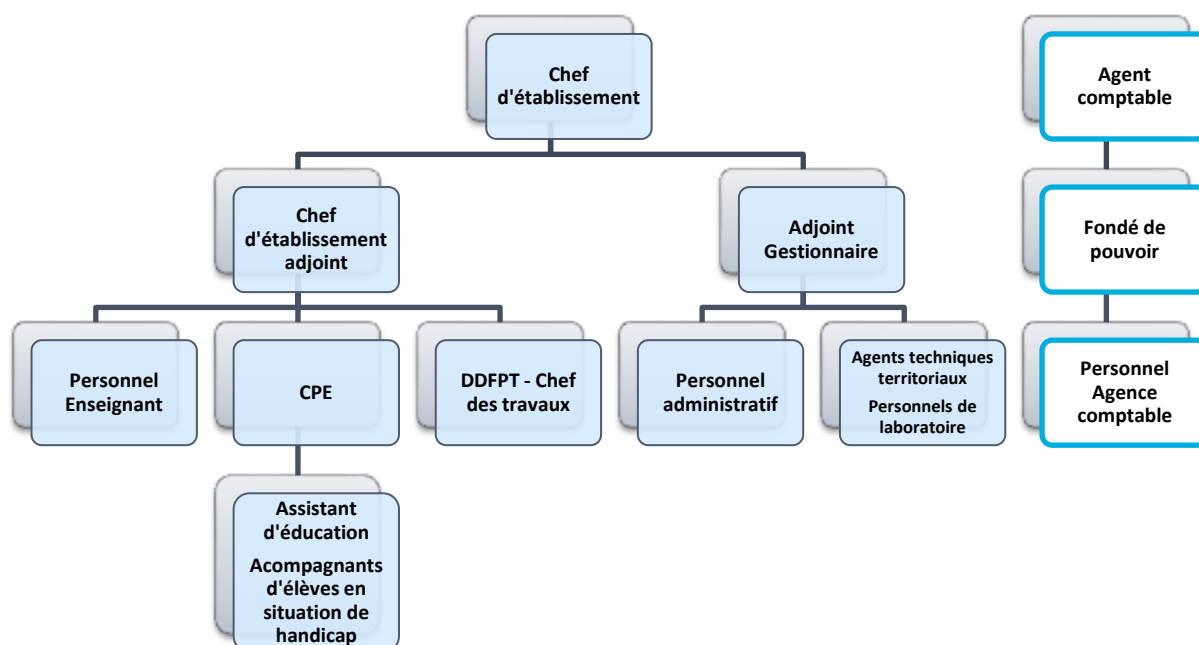 Chef
d'établissement
Agent
comptable
Chef
d'établissement
adjoint
Adjoint
Gestionnaire
Fondé de
pouvoir
Personnel
Enseignant
CPE
DDFPT - Chef
des travaux
Personnel
administratif
Agents techniques
territoriaux
Personnels de
laboratoire
Personnel
Agence
comptable
Assistant
d'éducation
Acompagnants
d'élèves en
situation de
handicap